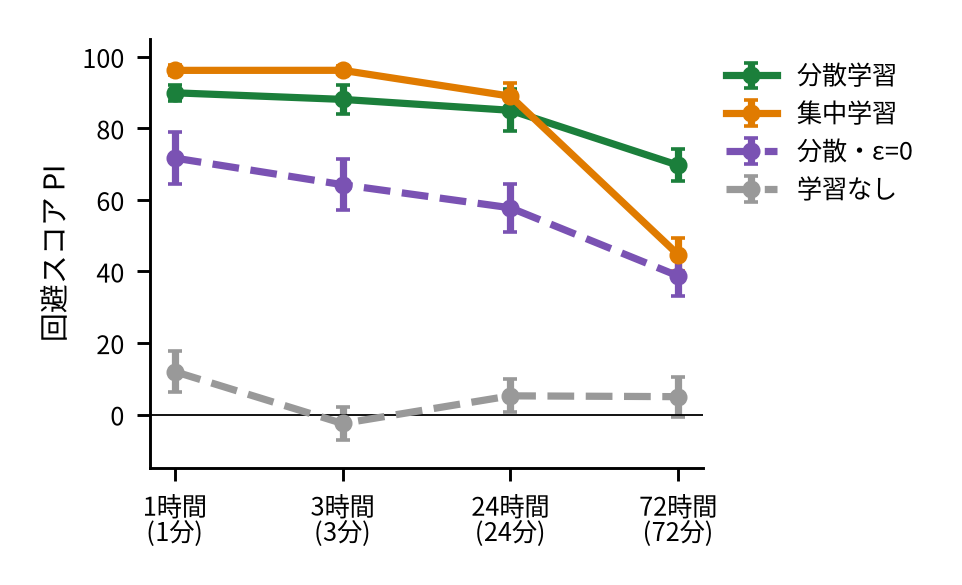 100
80
60
40
20
0
回避スコア PI
1時間
(1分)
3時間
(3分)
24時間
(24分)
72時間
(72分)
分散学習
集中学習
分散・ε=0
学習なし